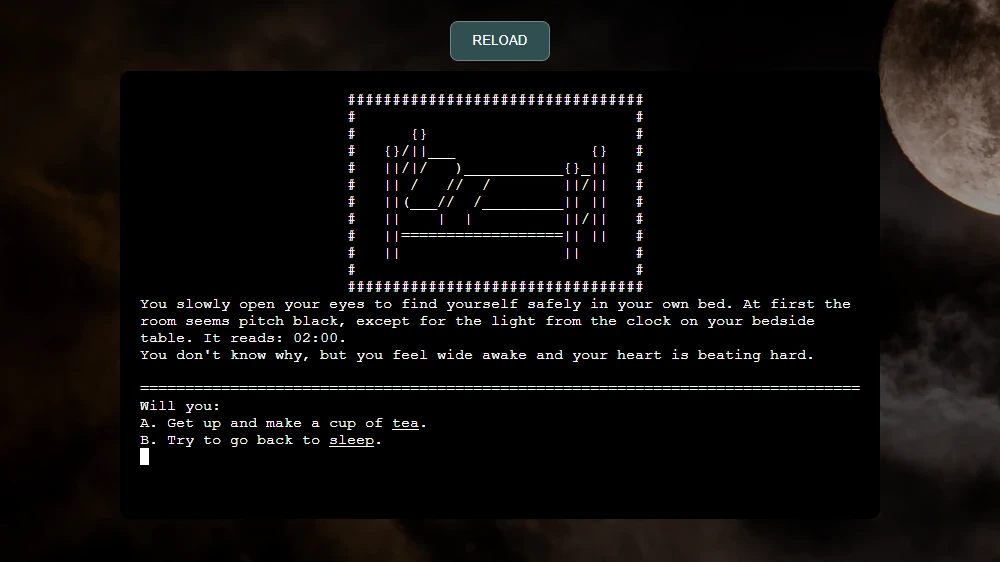 RELOAD
You slowly open your eyes to find yourself safely in your own bed. At first the
room seems pitch black, except for the light from the clock on your bedside
table. It reads: 02:00.
You don't know why, but you feel wide awake and your heart is beating hard.
Will you:
A. Get up and make a cup of tea.
B. Try to go back to sleep.